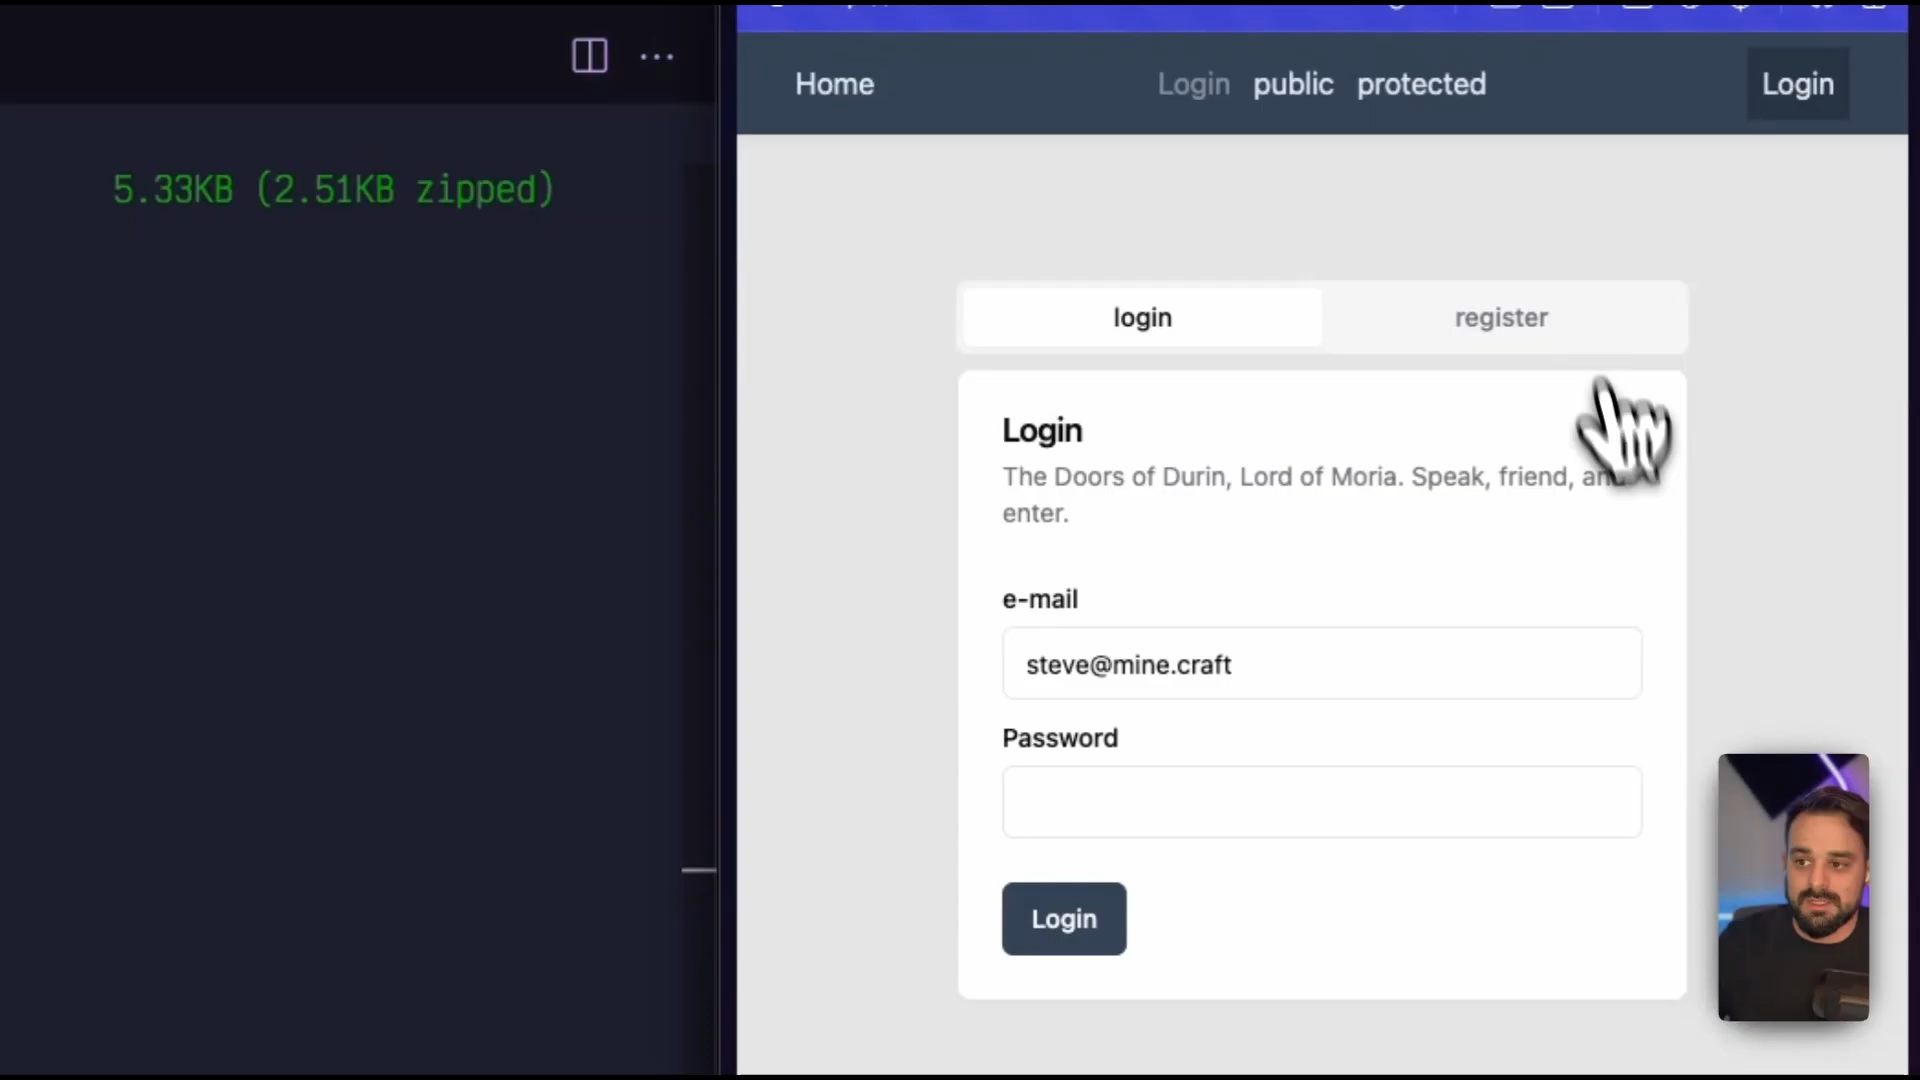 5.33KB (2.51KB zipped)
Home
Login public protected
Login
login
register
Login
The Doors of Durin, Lord of Moria. Speak, friend, and
enter.
e-mail
steve@mine.craft
Password
Login